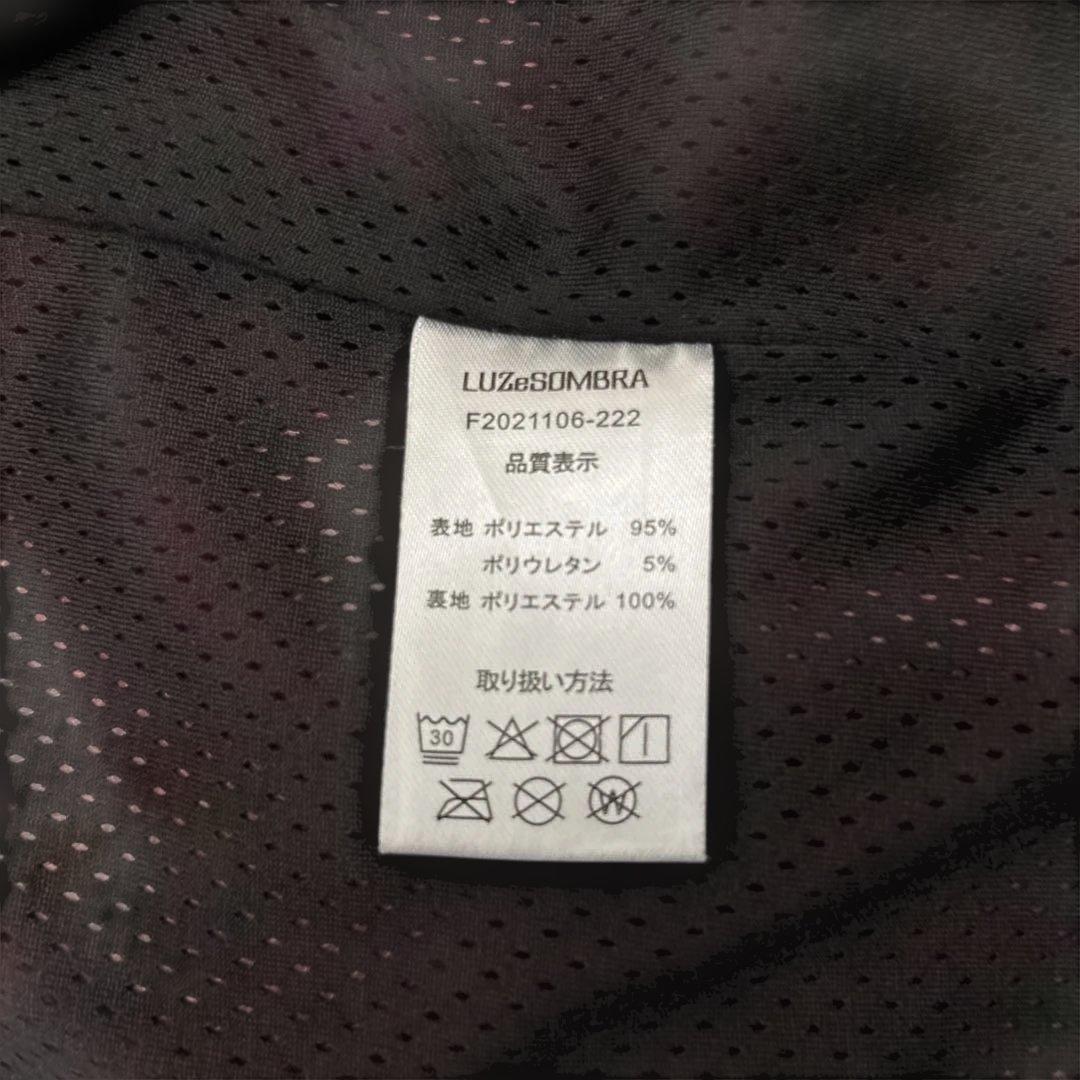 LUZeSOMBRA
F2021106-222
品質表示
表地 ポリエステル 95%
ポリウレタン 5%
裏地 ポリエステル 100%
取り扱い方法
30
W